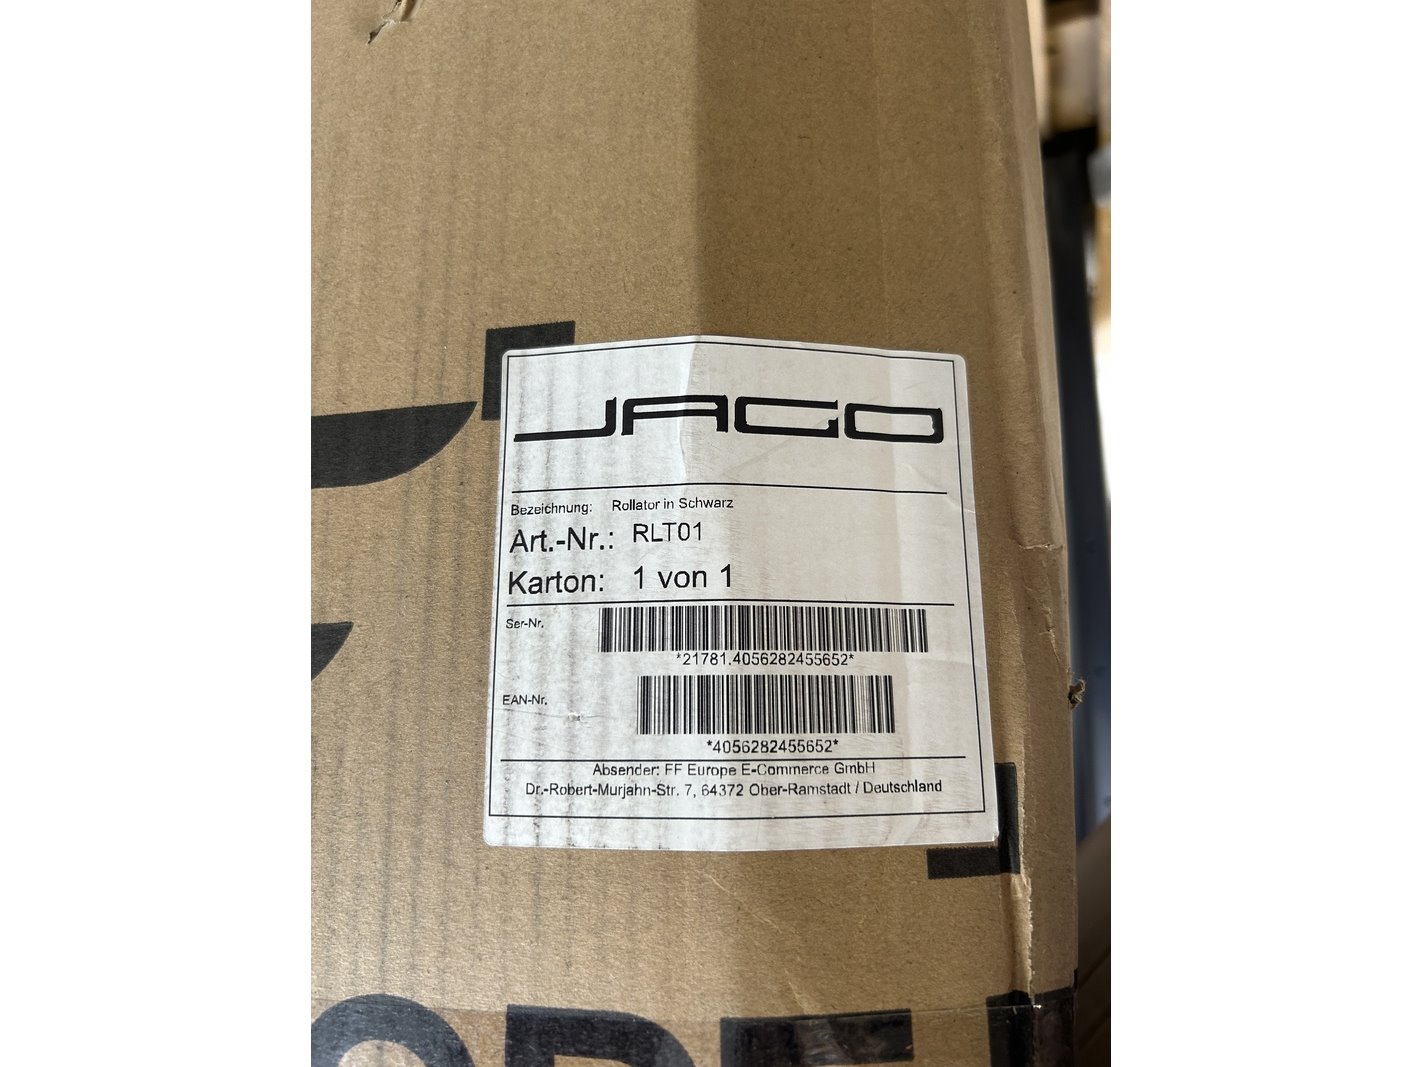 JAGO
Bezeichnung: Rollator in Schwarz
Art.-Nr.: RLT01
Karton: 1 von 1
Ser-Nr.
*21781.4056282455652*
EAN-Nr.
*4056282455652*
Absender: FF Europe E-Commerce GmbH
Dr.-Robert-Murjahn-Str. 7, 64372 Ober-Ramstadt / Deutschland